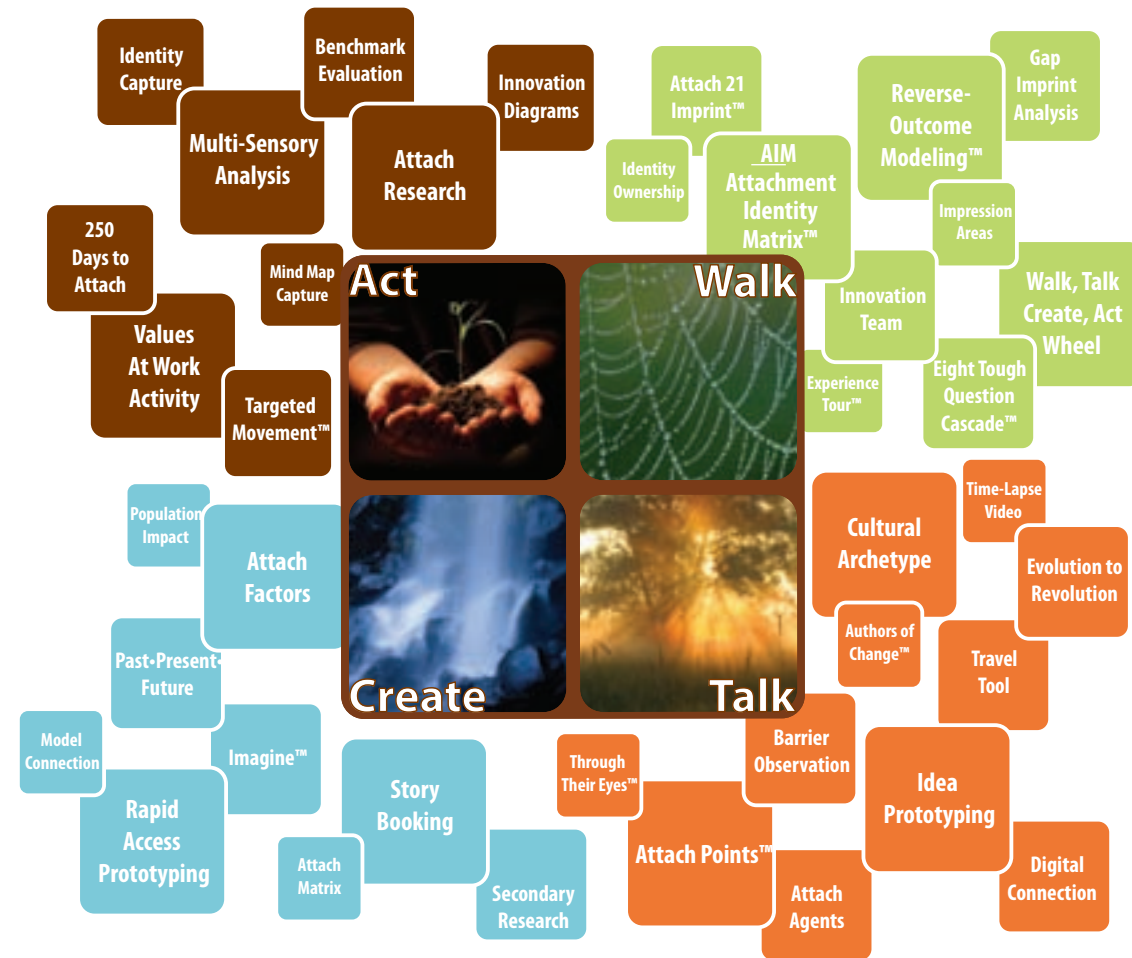 Identity
Capture
Benchmark
Evaluation
Innovation
Diagrams
Multi-Sensory
Analysis
Attach
Research
250
Days to
Attach
Mind Map
Capture
Values
At Work
Activity
Targeted
Movement™
Attach 21
Imprint™
Reverse-
Outcome
Modeling™
Gap
Imprint
Analysis
Identity
Ownership
AIM
Attachment
Identity
Matrix™
Impression
Areas
Innovation
Team
Walk, Talk
Create, Act
Wheel
Experience
Tour™
Eight Tough
Question
Cascade™
Act
Walk
Create
Talk
Population
Impact
Attach
Factors
Past•Present•
Future
Model
Connection
Imagine™
Rapid
Access
Prototyping
Story
Booking
Attach
Matrix
Secondary
Research
Cultural
Archetype
Time-Lapse
Video
Evolution to
Revolution
Authors of
Change™
Travel
Tool
Barrier
Observation
Through
Their Eyes™
Idea
Prototyping
Attach Points™
Attach
Agents
Digital
Connection